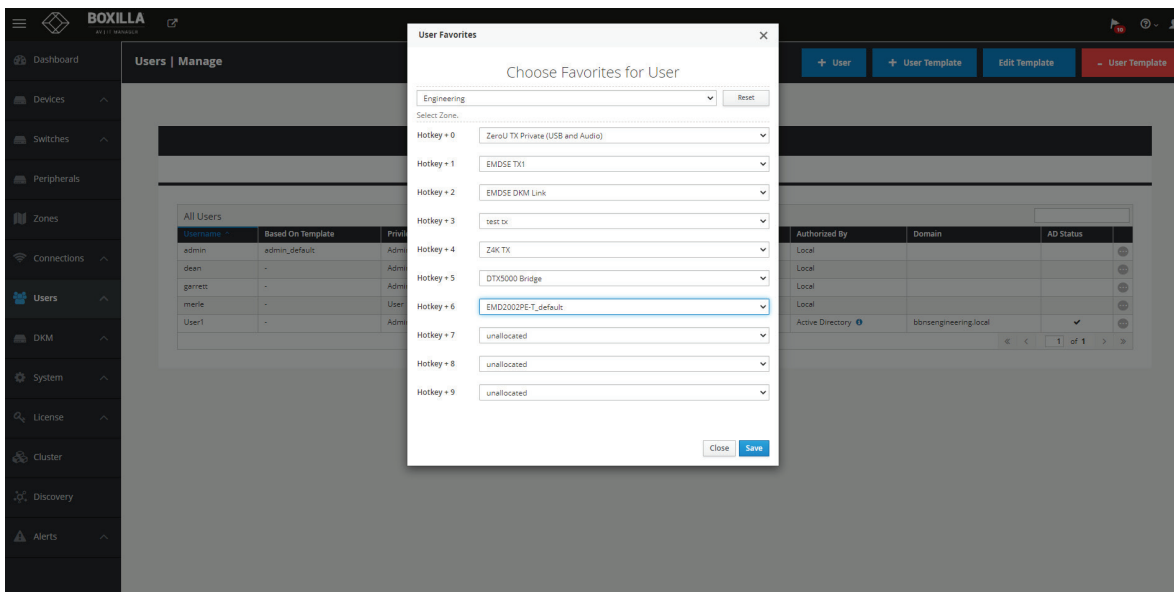 BOXILLA
AV | IT MANAGER
10
Dashboard
Devices
Switches
Peripherals
Zones
Connections
Users
DKM
System
License
Cluster
Discovery
Alerts
Users | Manage
+ User
+ User Template
Edit Template
- User Template
All Users
Username Based On Template Authorized By Domain AD Status
admin admin_default Local
dean - Local
garrett - Local
merle - User Local
User1 - Active Directory bbnsengineering.local
1 of 1
User Favorites
Choose Favorites for User
Engineering Reset
Select Zone.
Hotkey + 0 ZeroU TX Private (USB and Audio)
Hotkey + 1 EMDSE TX1
Hotkey + 2 EMDSE DKM Link
Hotkey + 3 test tx
Hotkey + 4 Z4K TX
Hotkey + 5 DTX5000 Bridge
Hotkey + 6 EMD2002PE-T_default
Hotkey + 7 unallocated
Hotkey + 8 unallocated
Hotkey + 9 unallocated
Close Save